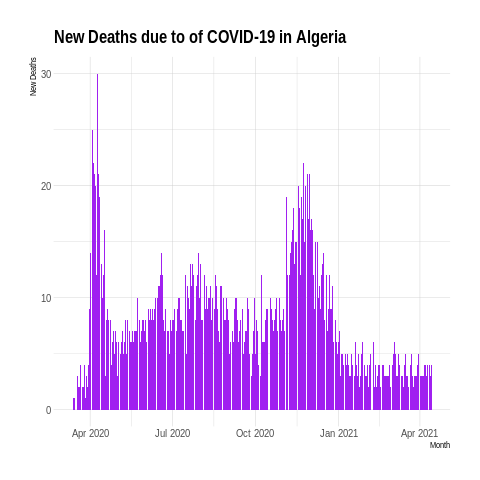 New Deaths due to of COVID-19 in Algeria
New Deaths
30
20
10
0
Apr 2020 Jul 2020 Oct 2020 Jan 2021 Apr 2021
Month